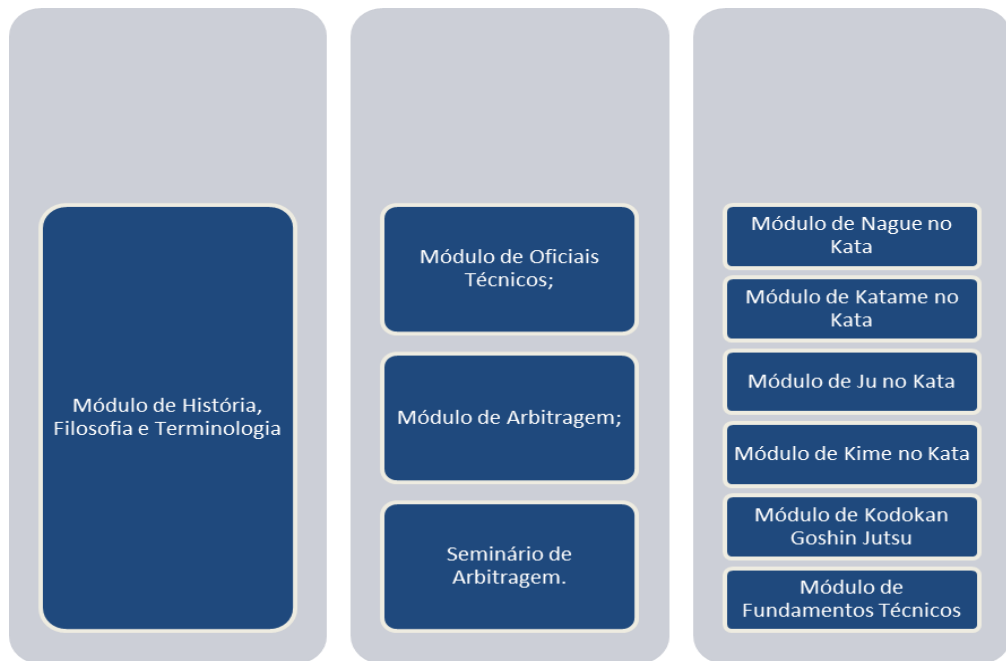 Módulo de História,
Filosofia e Terminologia
Módulo de Oficiais
Técnicos;
Módulo de Arbitragem;
Seminário de
Arbitragem.
Módulo de Nague no
Kata
Módulo de Katame no
Kata
Módulo de Ju no Kata
Módulo de Kime no Kata
Módulo de Kodokan
Goshin Jutsu
Módulo de
Fundamentos Técnicos